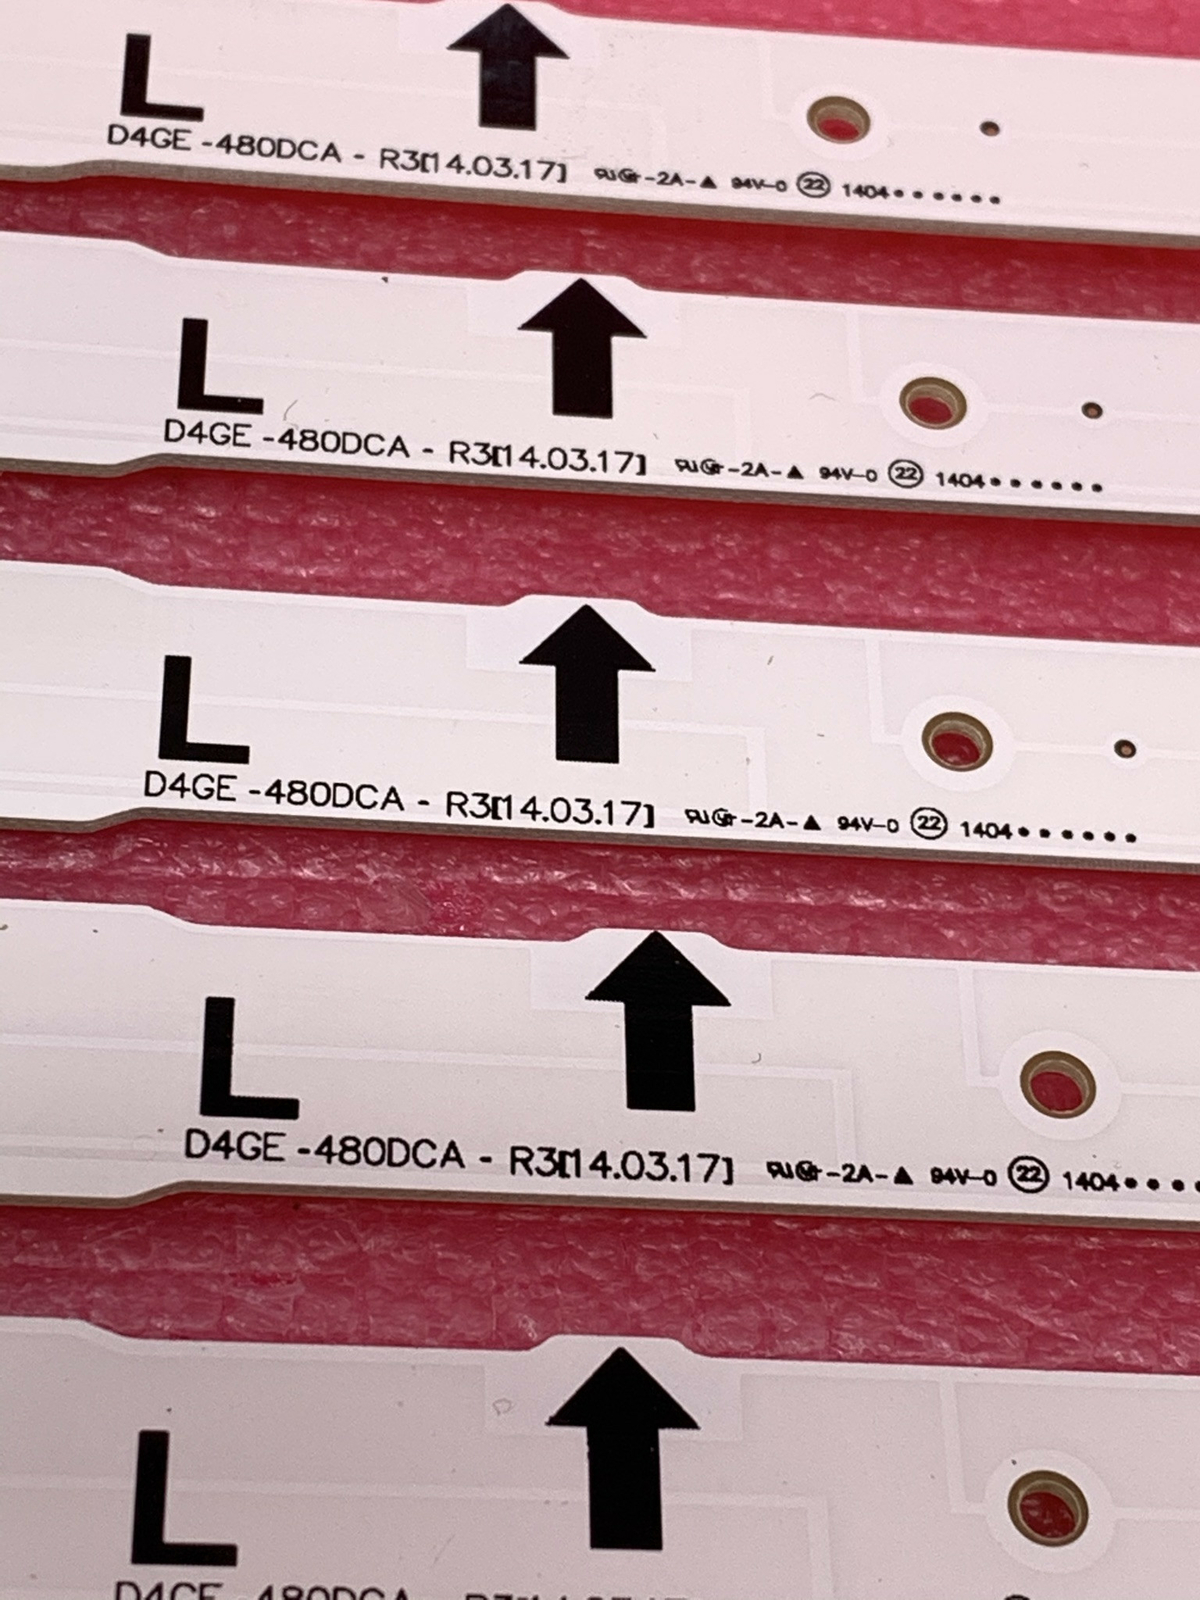 L
D4GE -480DCA - R3[14.03.17] -2A-▲ 94V-0 22 1404••••••
L
D4GE -480DCA - R3[14.03.17] -2A-▲ 94V-0 22 1404••••••
L
D4GE -480DCA - R3[14.03.17] -2A-▲ 94V-0 22 1404••••••
L
D4GE -480DCA - R3[14.03.17] -2A-▲ 94V-0 22 1404••••
L
D4GE -480DCA -